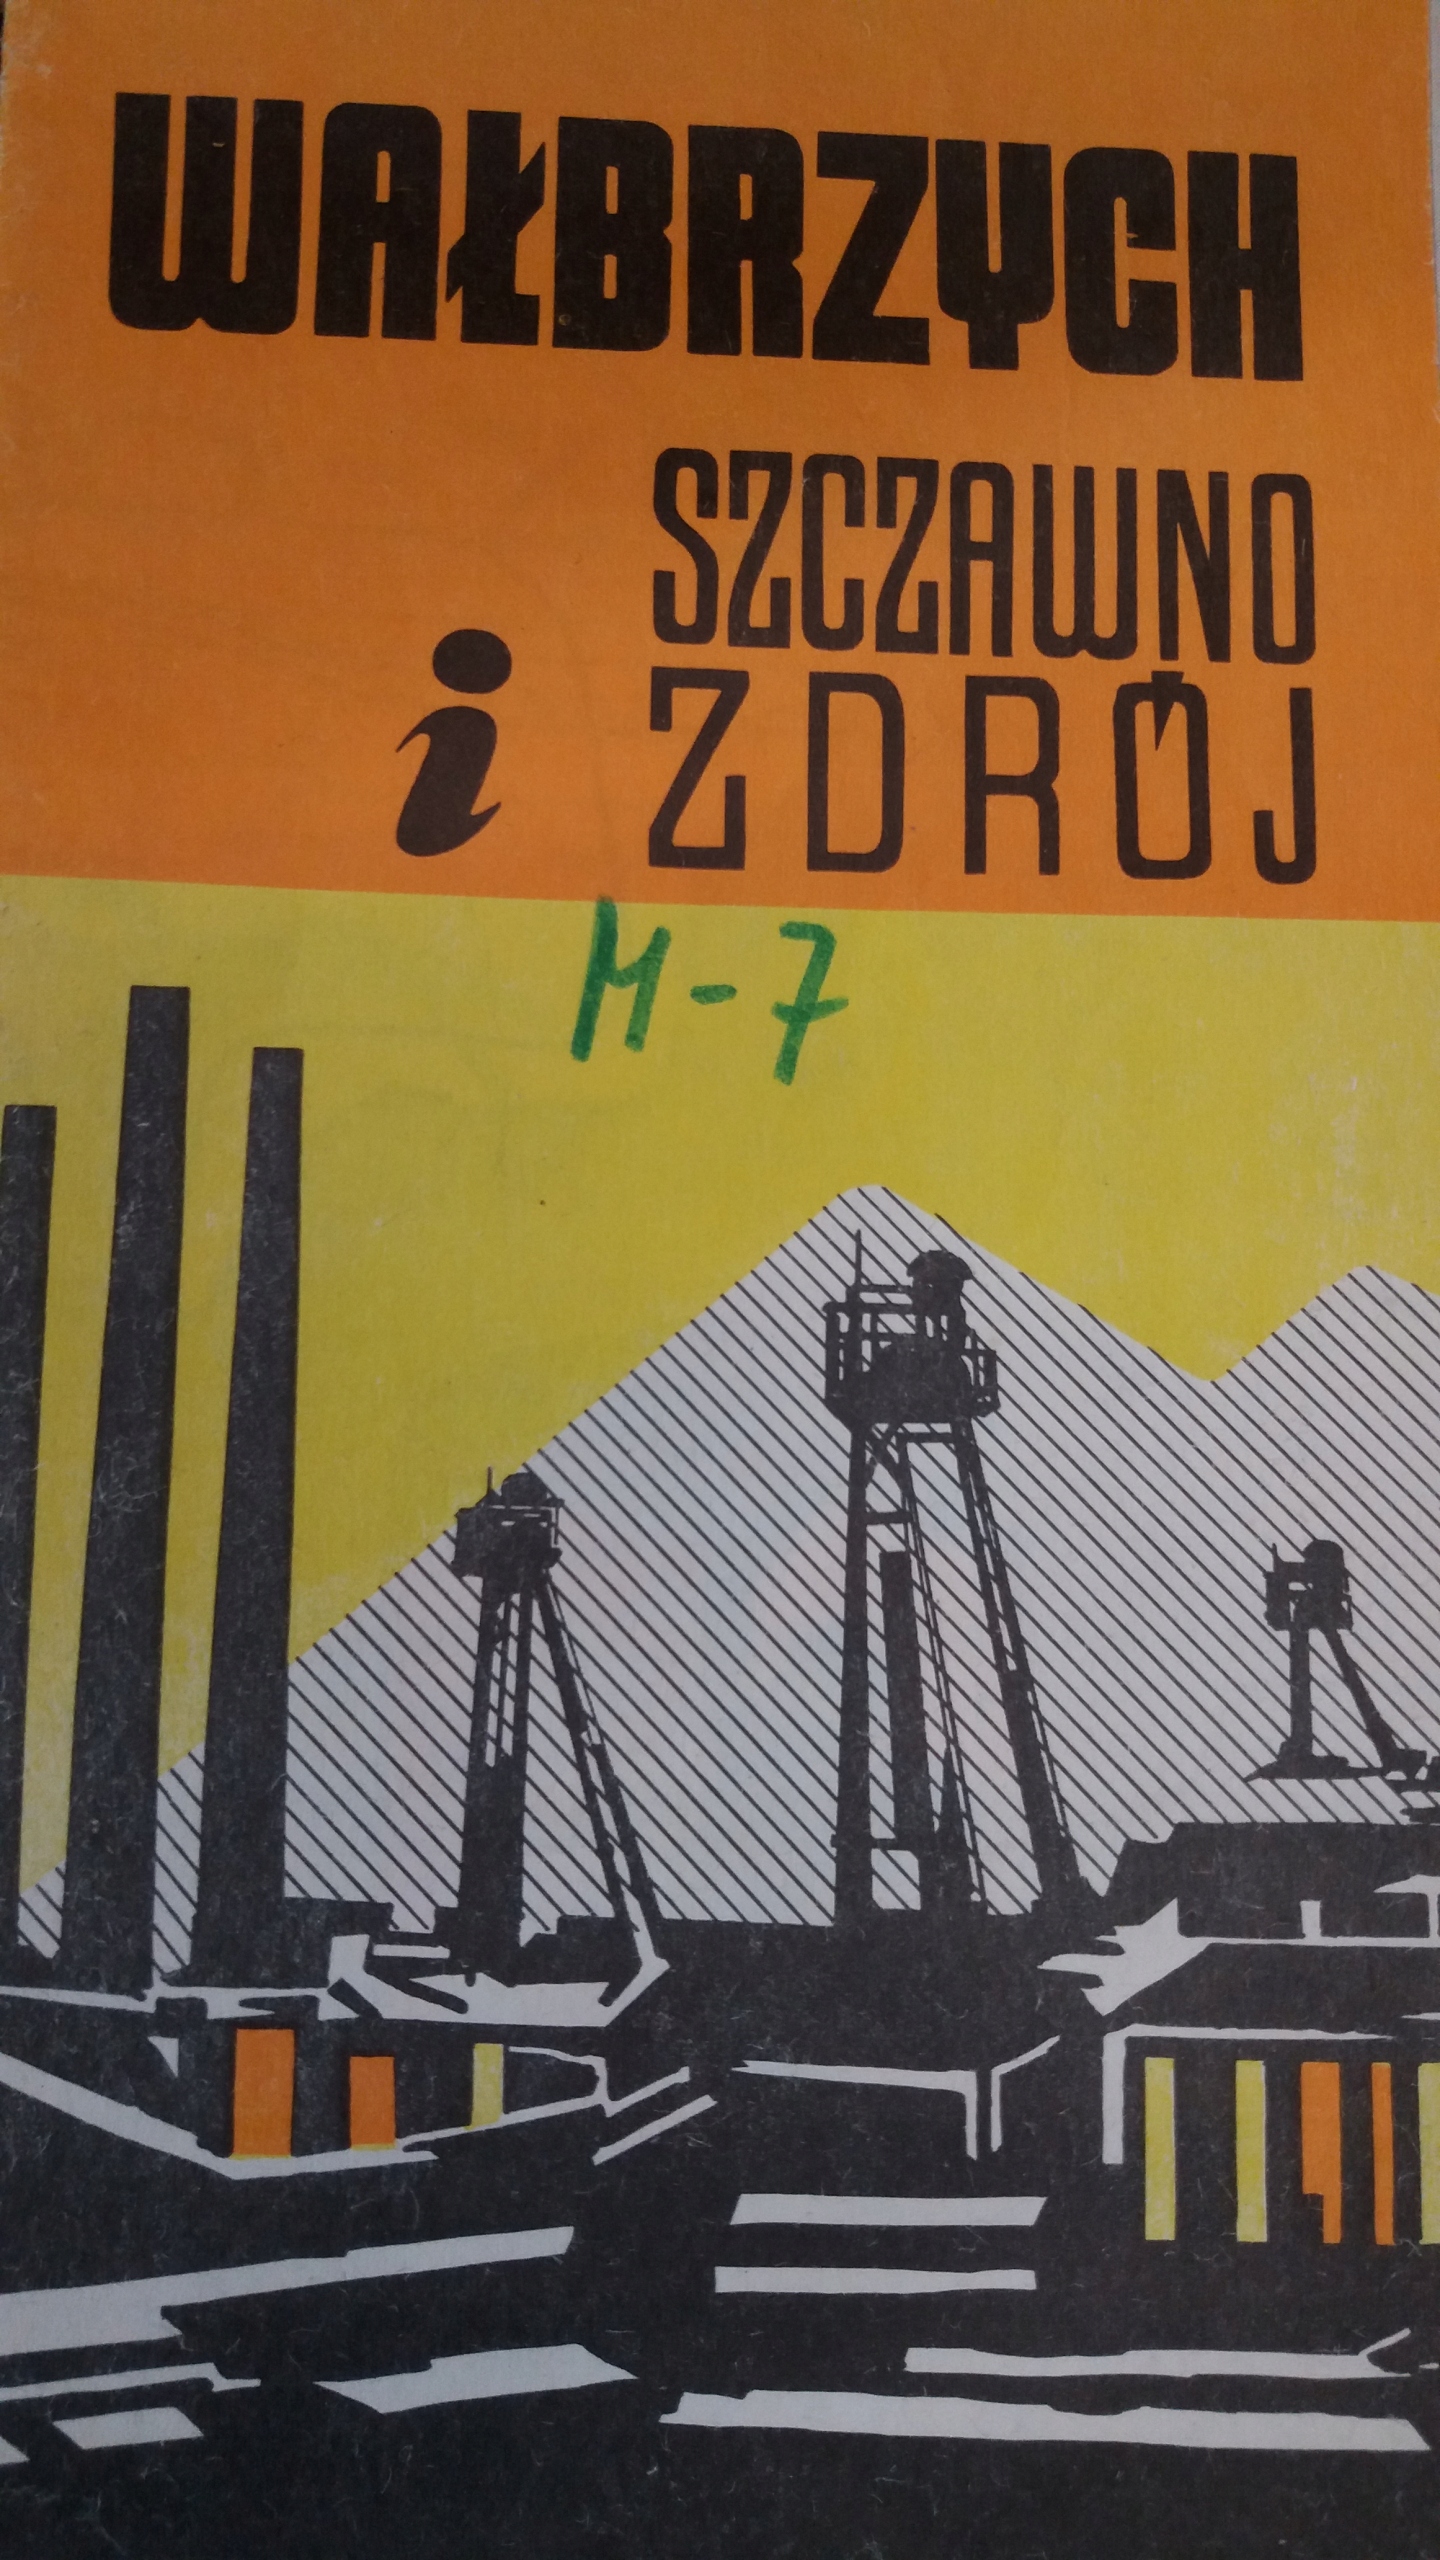 WAŁBRZYCH
SZCZAWNO
i ZDRÓJ
M-7